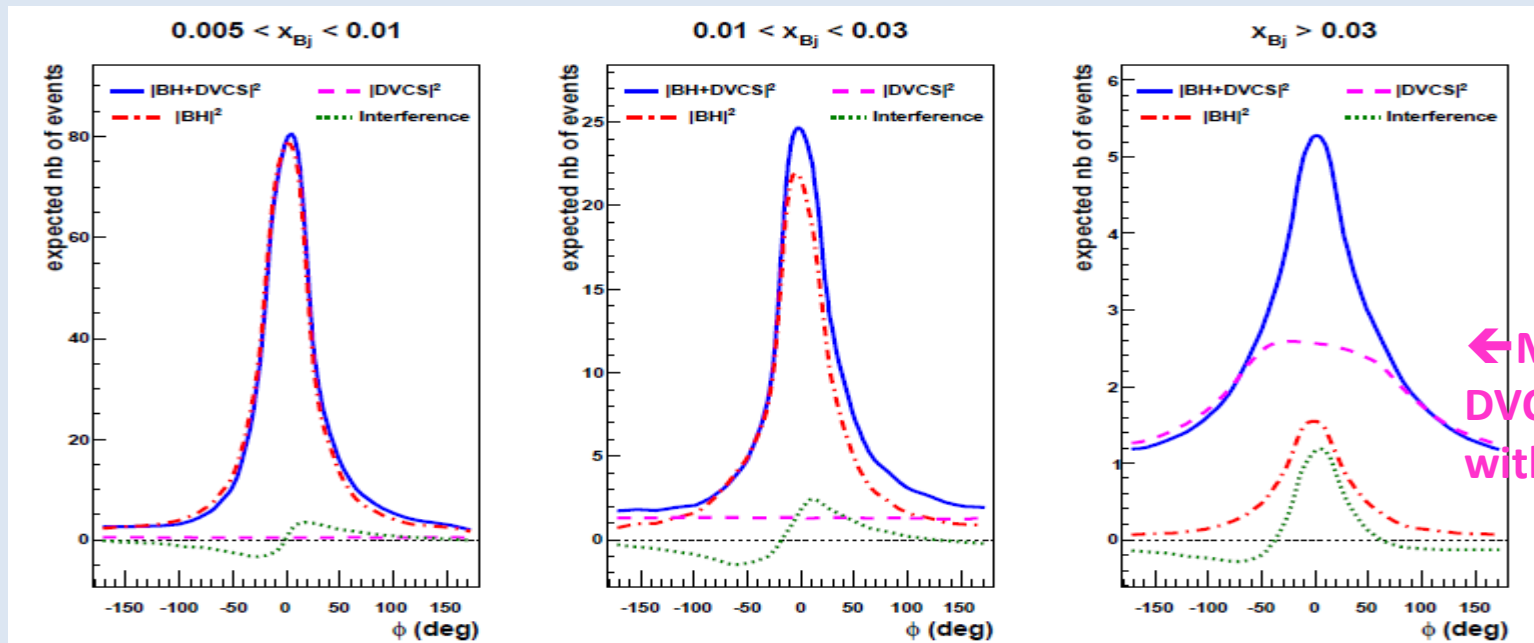 0.005 < x_Bj < 0.01
expected nb of events
|BH+DVCS|² |DVCS|²
|BH|² Interference
80
60
40
20
0
-150 -100 -50 0 50 100 150
ϕ (deg)
0.01 < x_Bj < 0.03
expected nb of events
|BH+DVCS|² |DVCS|²
|BH|² Interference
25
20
15
10
5
0
-150 -100 -50 0 50 100 150
ϕ (deg)
x_Bj > 0.03
expected nb of events
|BH+DVCS|² |DVCS|²
|BH|² Interference
6
5
4
3
2
1
0
-150 -100 -50 0 50 100 150
ϕ (deg)
←
with